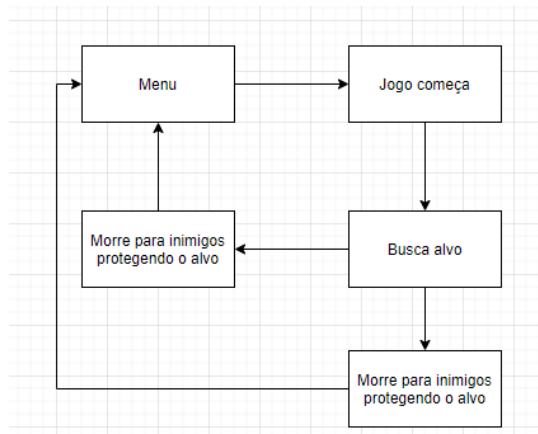 Menu
Jogo começa
Morre para inimigos
protegendo o alvo
Busca alvo
Morre para inimigos
protegendo o alvo